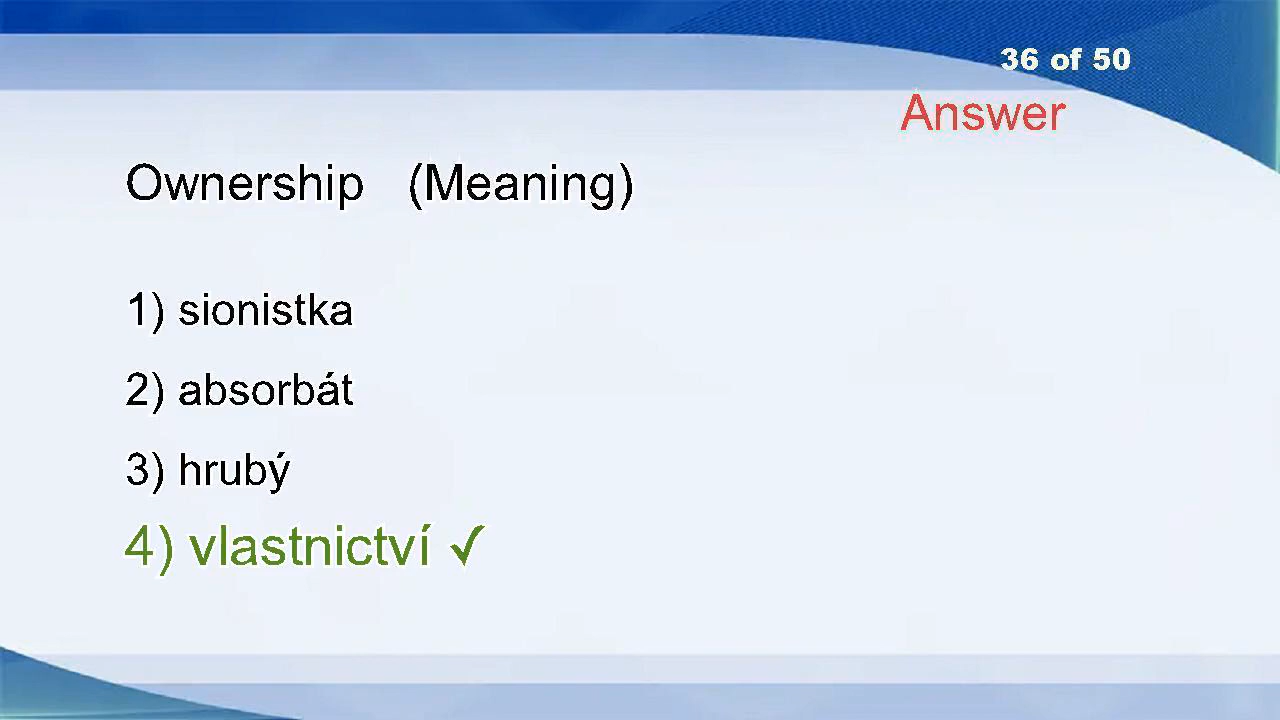 36 of 50
Answer
Ownership (Meaning)
1) sionistka
2) absorbát
3) hrubý
4) vlastnictví ✓